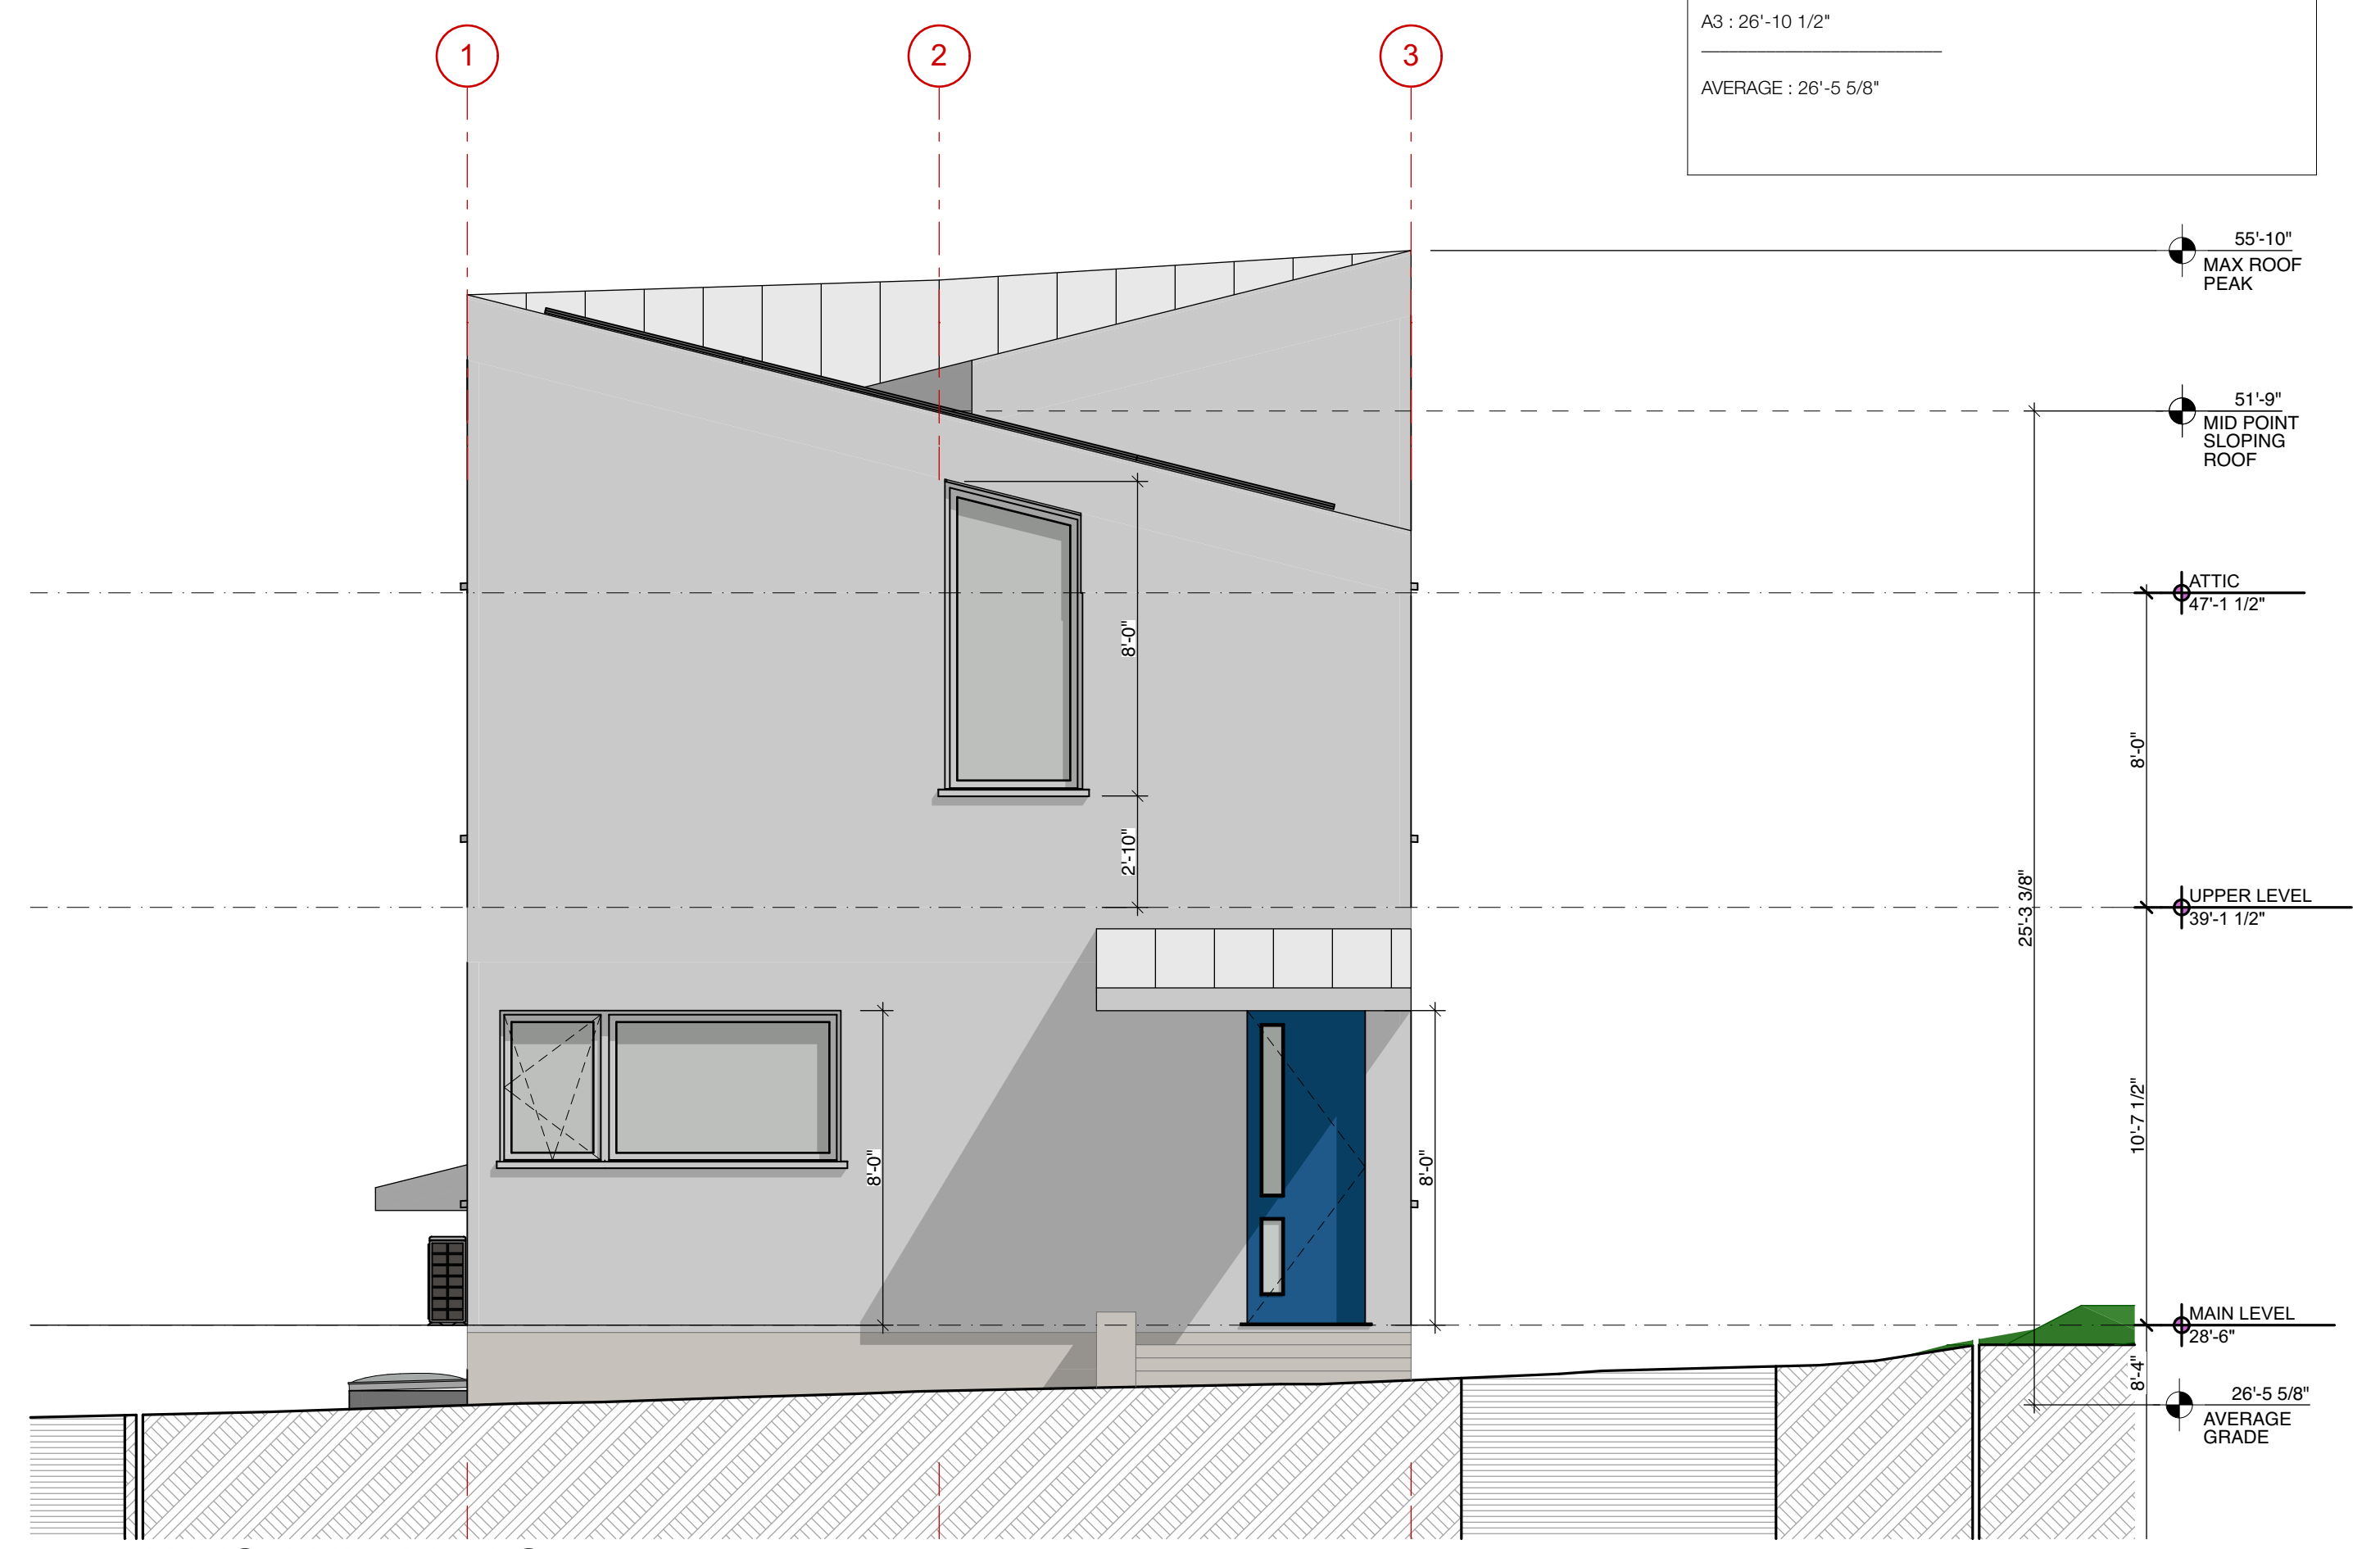 A3 : 26'-10 1/2"
AVERAGE : 26'-5 5/8"
1
2
3
55'-10"
MAX ROOF
PEAK
51'-9"
MID POINT
SLOPING
ROOF
ATTIC
47'-1 1/2"
8'-0"
8'-0"
2'-10"
25'-3 3/8"
UPPER LEVEL
39'-1 1/2"
10'-7 1/2"
8'-0"
8'-0"
MAIN LEVEL
28'-6"
8'-4"
26'-5 5/8"
AVERAGE
GRADE